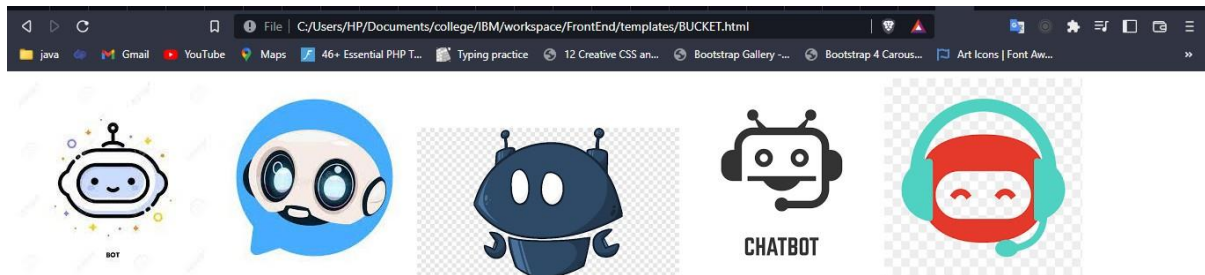 File C:/Users/HP/Documents/college/IBM/workspace/FrontEnd/templates/BUCKET.html
java Gmail YouTube Maps 46+ Essential PHP T... Typing practice 12 Creative CSS an... Bootstrap Gallery -... Bootstrap 4 Carous... Art Icons | Font Aw... »
BOT
CHATBOT